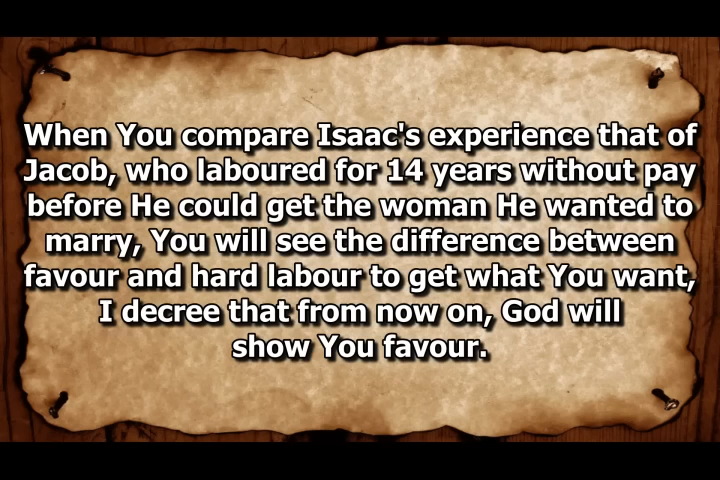 When You compare Isaac's experience that of
Jacob, who laboured for 14 years without pay
before He could get the woman He wanted to
marry, You will see the difference between
favour and hard labour to get what You want,
I decree that from now on, God will
show You favour.